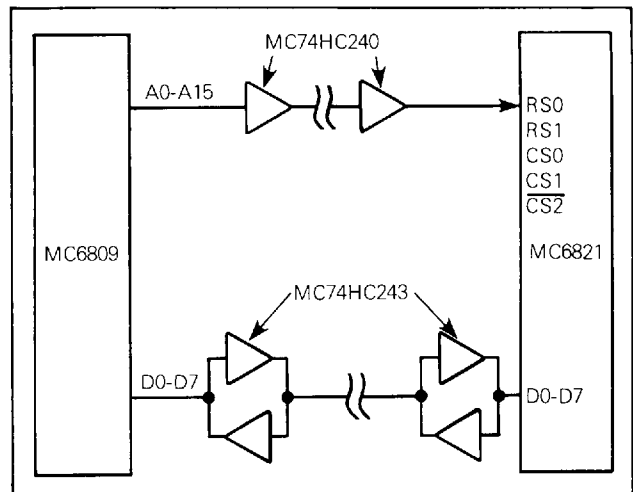 MC74HC240
A0-A15
RS0
RS1
CS0
CS1
CS2
MC6809
MC6821
MC74HC243
D0-D7
D0-D7